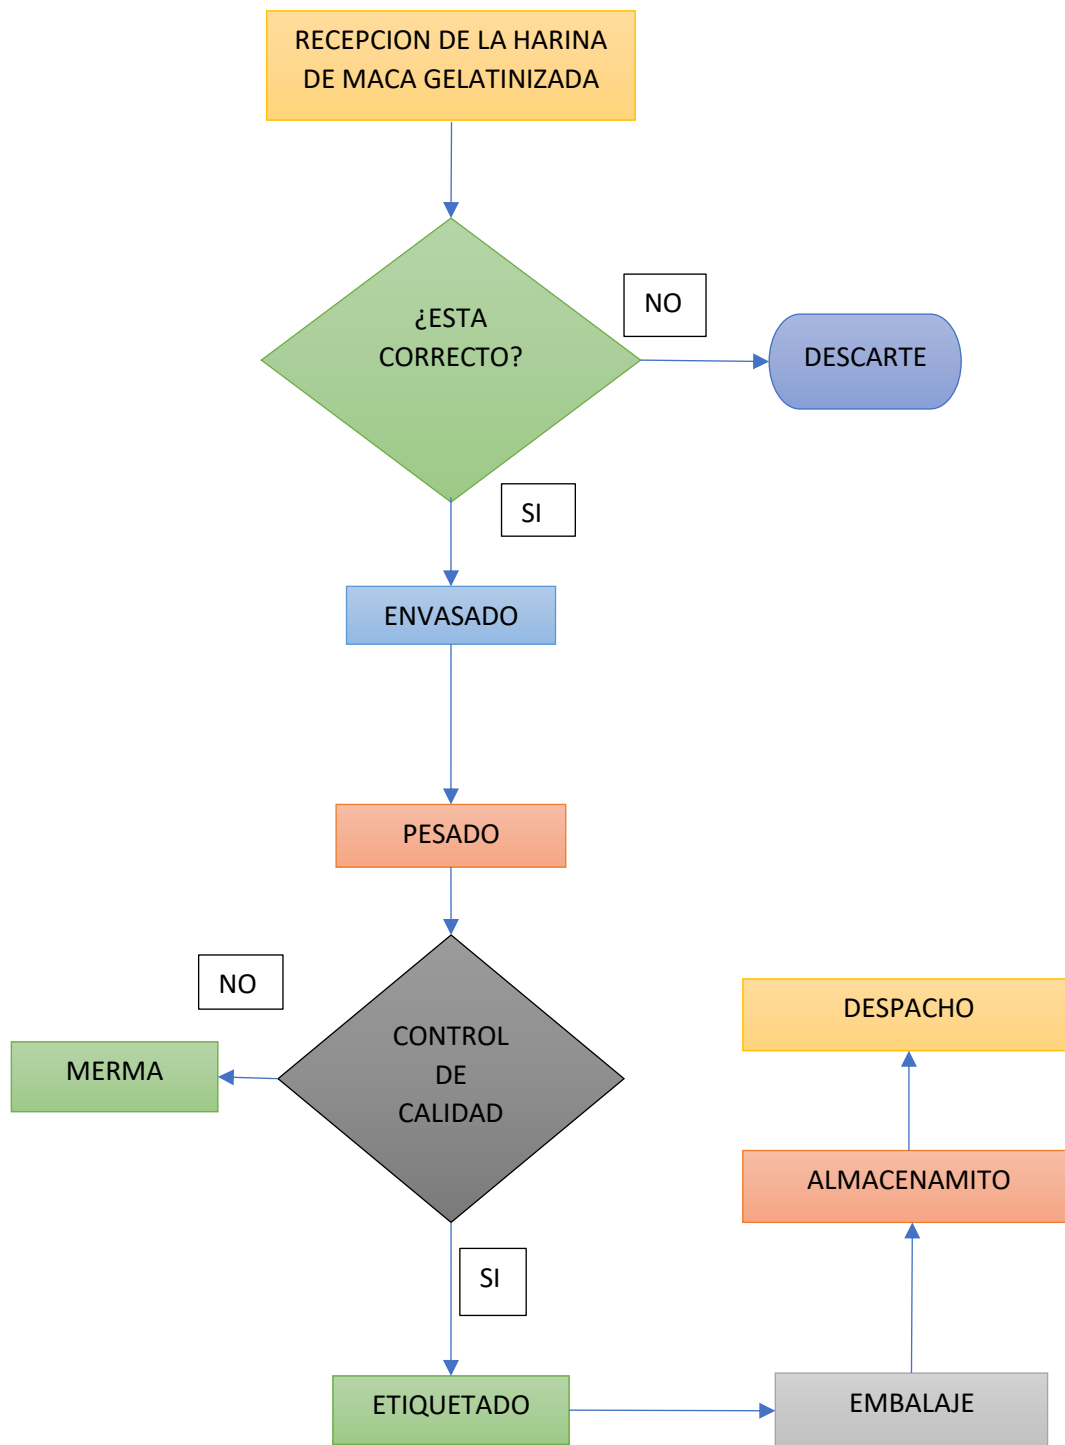 RECEPCION DE LA HARINA
DE MACA GELATINIZADA
¿ESTA
CORRECTO?
NO
DESCARTE
SI
ENVASADO
PESADO
NO
MERMA
CONTROL
DE
CALIDAD
SI
ETIQUETADO
EMBALAJE
ALMACENAMITO
DESPACHO